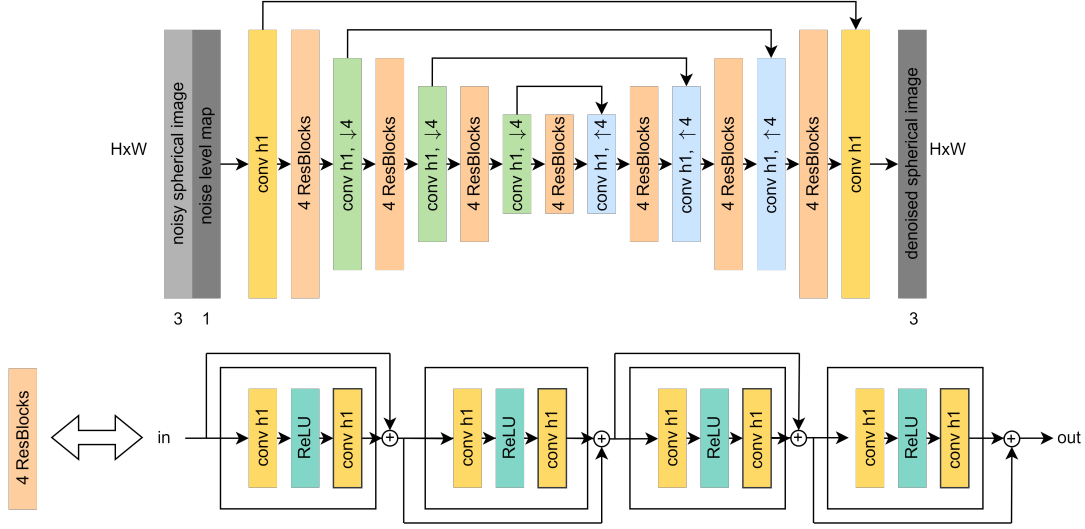 HxW
noisy spherical image
noise level map
conv h1
4 ResBlocks
conv h1, ↓4
4 ResBlocks
conv h1, ↓4
4 ResBlocks
conv h1, ↓4
4 ResBlocks
conv h1, ↑4
4 ResBlocks
conv h1, ↑4
4 ResBlocks
conv h1, ↑4
4 ResBlocks
conv h1
denoised spherical image
HxW
3
1
3
4 ResBlocks
in
conv h1
ReLU
conv h1
+
conv h1
ReLU
conv h1
+
conv h1
ReLU
conv h1
+
conv h1
ReLU
conv h1
+
out